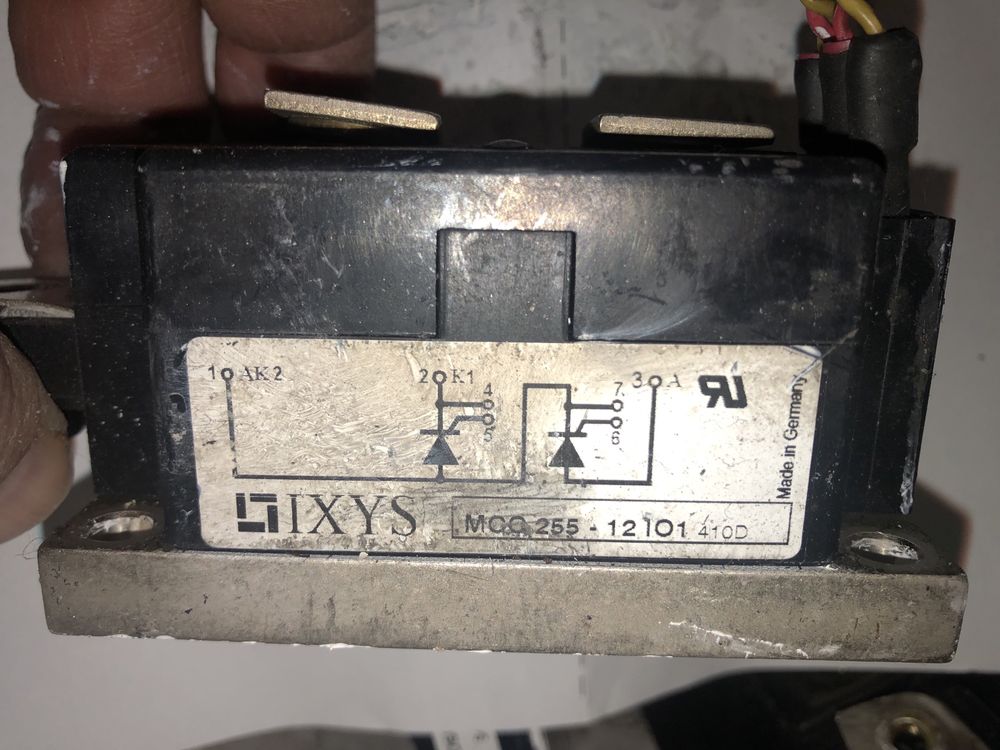 1 AK2
2 K1
4
5
7
6
3 A
Made in Germany
IXYS
MCC 255 - 12 IO1 410D